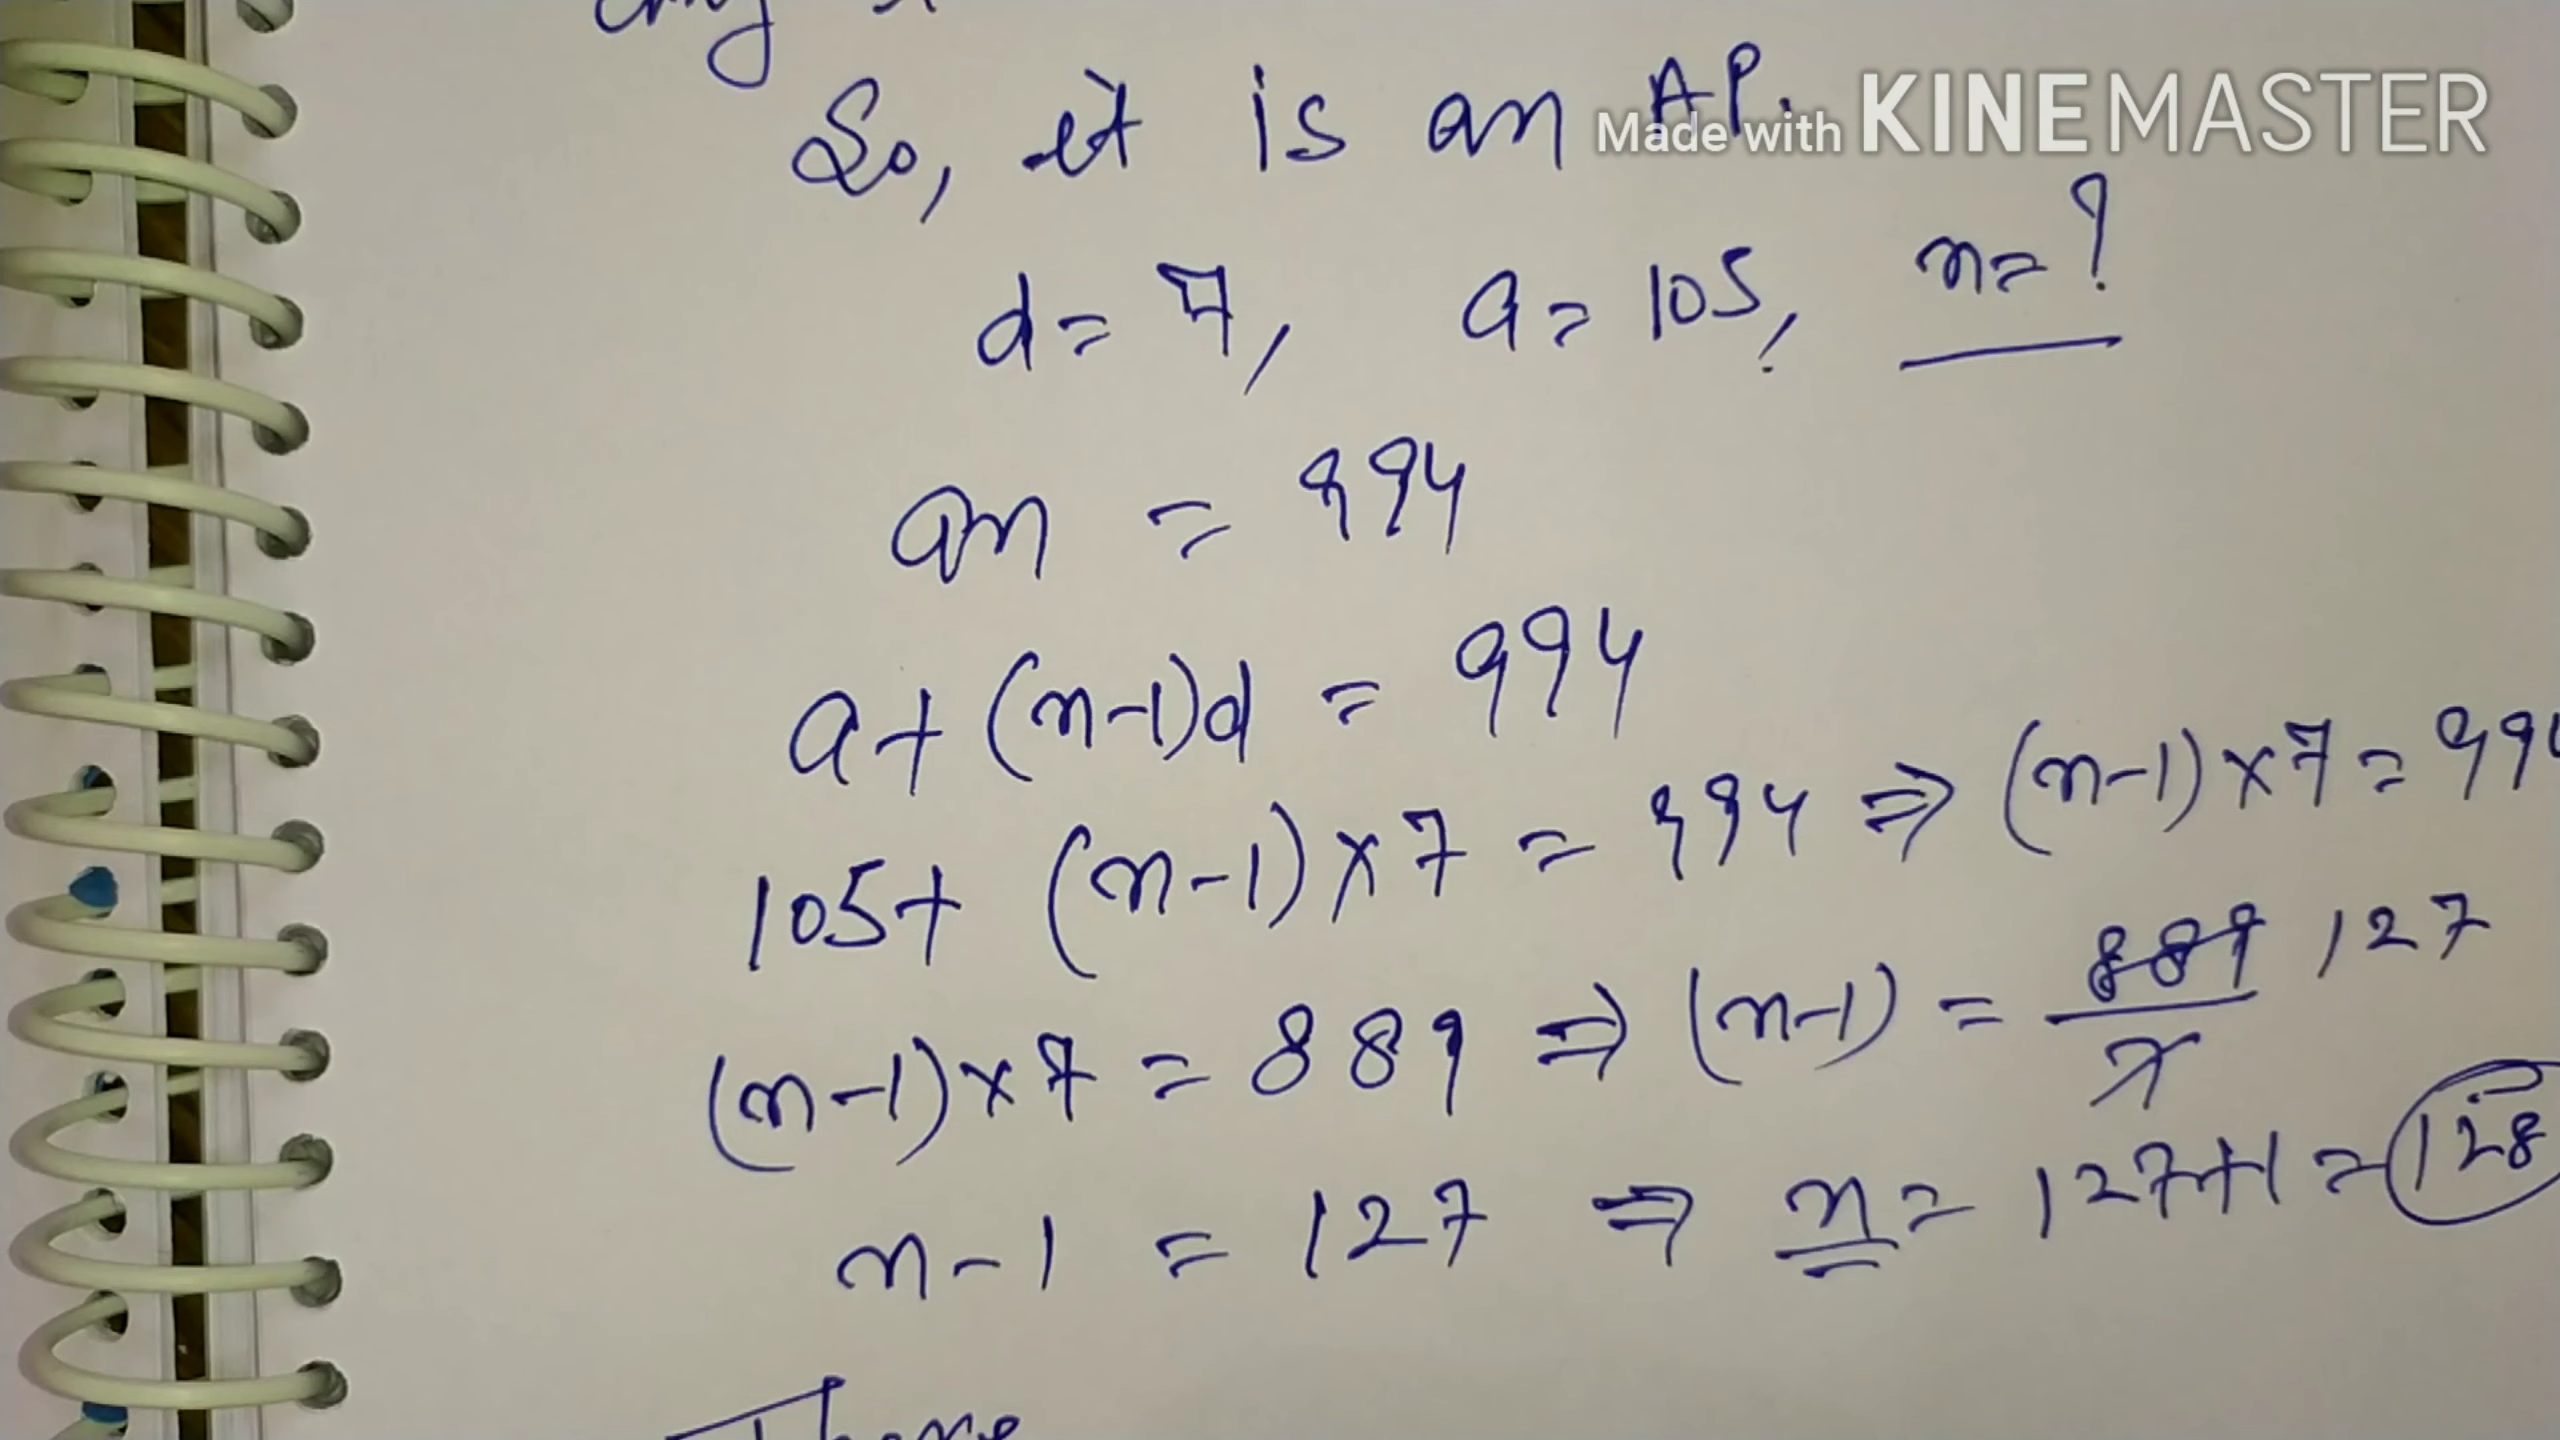 So, it is an AP.
Made with KINEMASTER
d = 7, a = 105, n = ?
an = 994
a + (n-1)d = 994
105 + (n-1) × 7 = 994 ⇒ (n-1) × 7 = 994
(n-1) × 7 = 889 ⇒ (n-1) = 889/7 127
n - 1 = 127 ⇒ n = 127+1 = 128